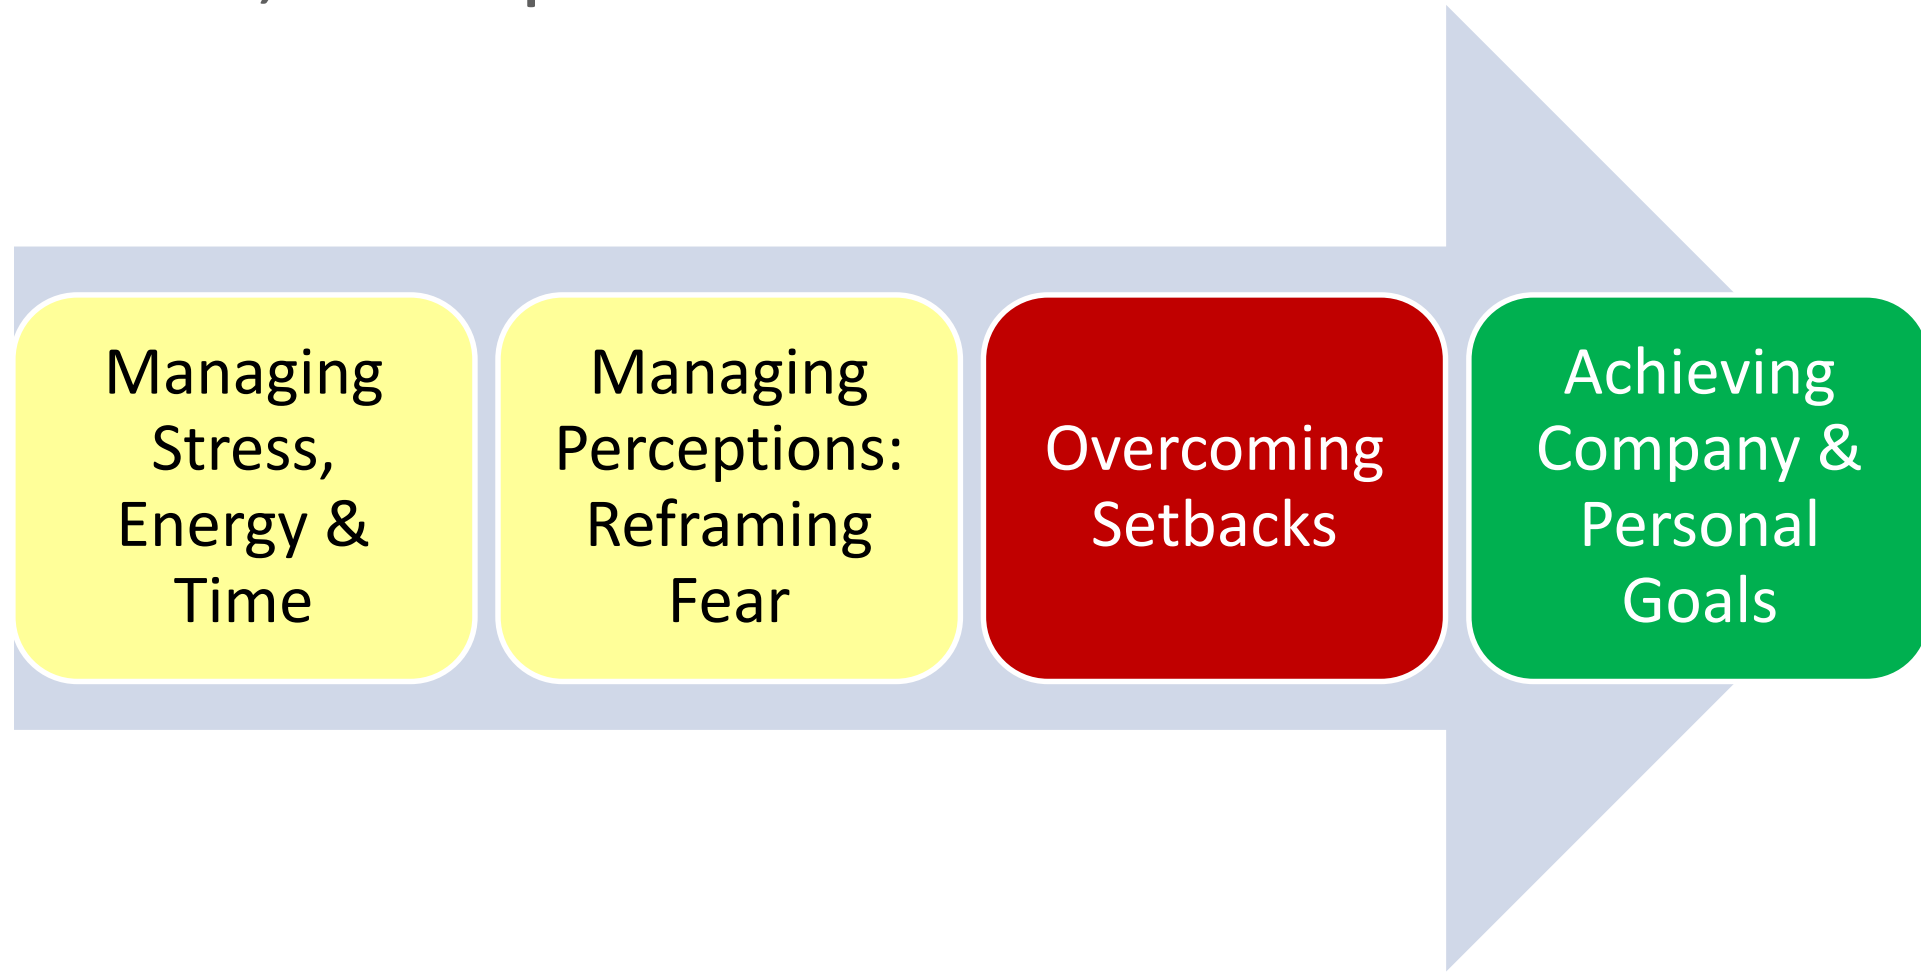 Managing
Stress,
Energy &
Time
Managing
Perceptions:
Reframing
Fear
Overcoming
Setbacks
Achieving
Company &
Personal
Goals